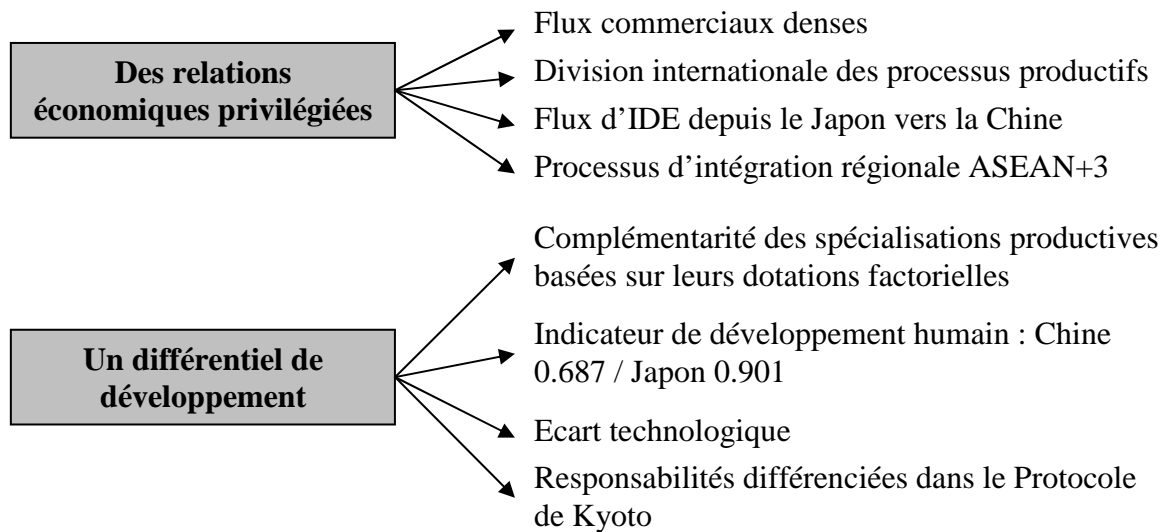 Des relations
économiques privilégiées
Flux commerciaux denses
Division internationale des processus productifs
Flux d’IDE depuis le Japon vers la Chine
Processus d’intégration régionale ASEAN+3
Un différentiel de
développement
Complémentarité des spécialisations productives
basées sur leurs dotations factorielles
Indicateur de développement humain : Chine
0.687 / Japon 0.901
Ecart technologique
Responsabilités différenciées dans le Protocole
de Kyoto